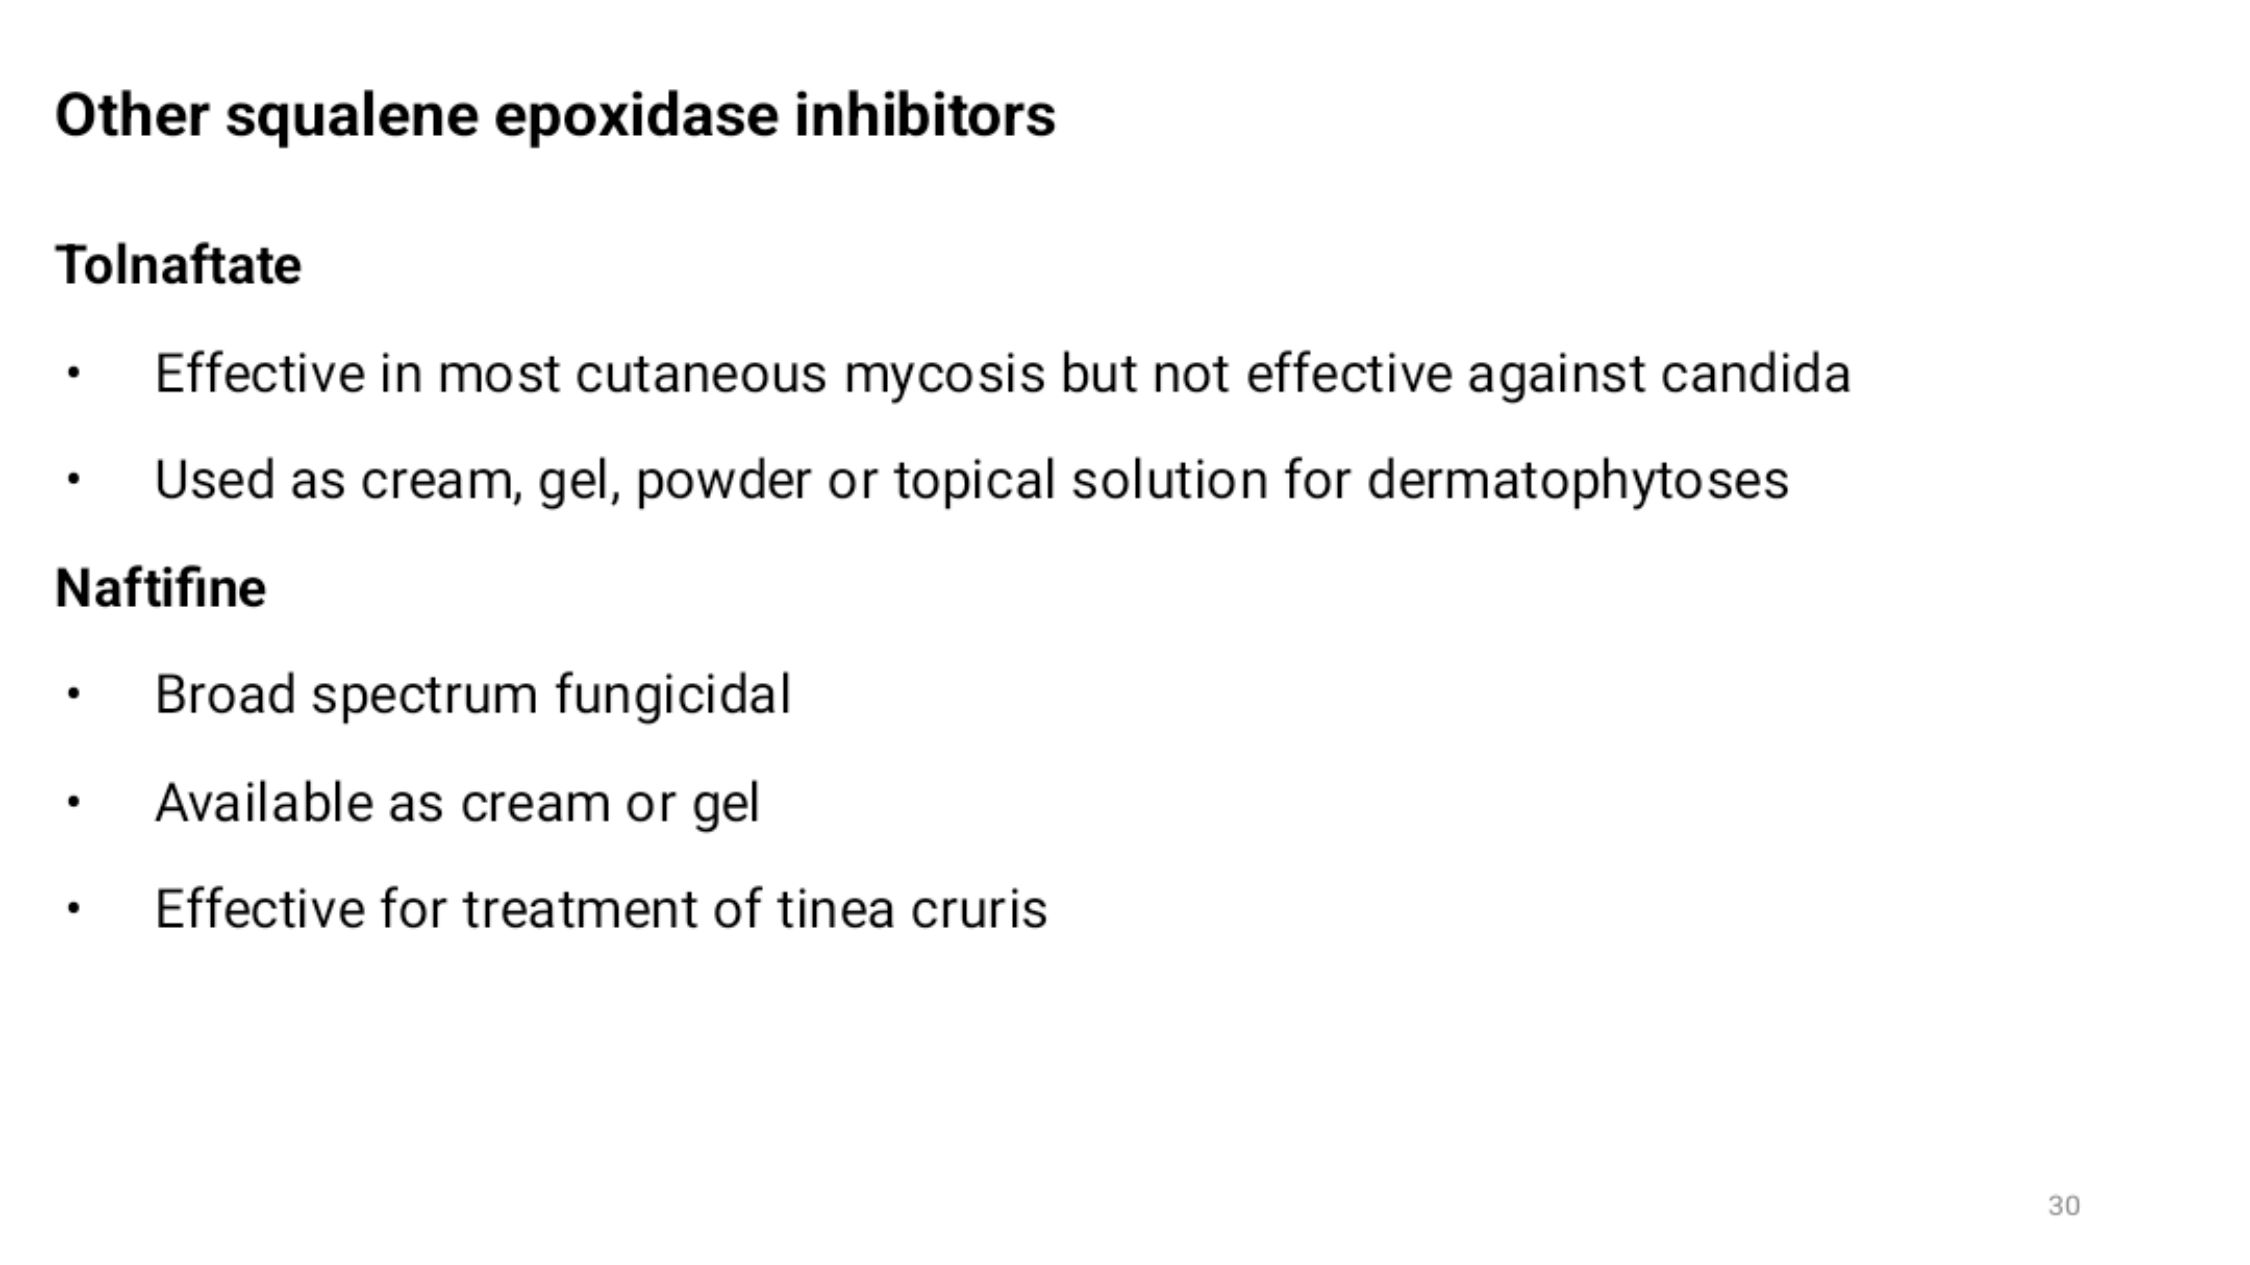 Other squalene epoxidase inhibitors
Tolnaftate
• Effective in most cutaneous mycosis but not effective against candida
• Used as cream, gel, powder or topical solution for dermatophytoses
Naftifine
• Broad spectrum fungicidal
• Available as cream or gel
• Effective for treatment of tinea cruris
30